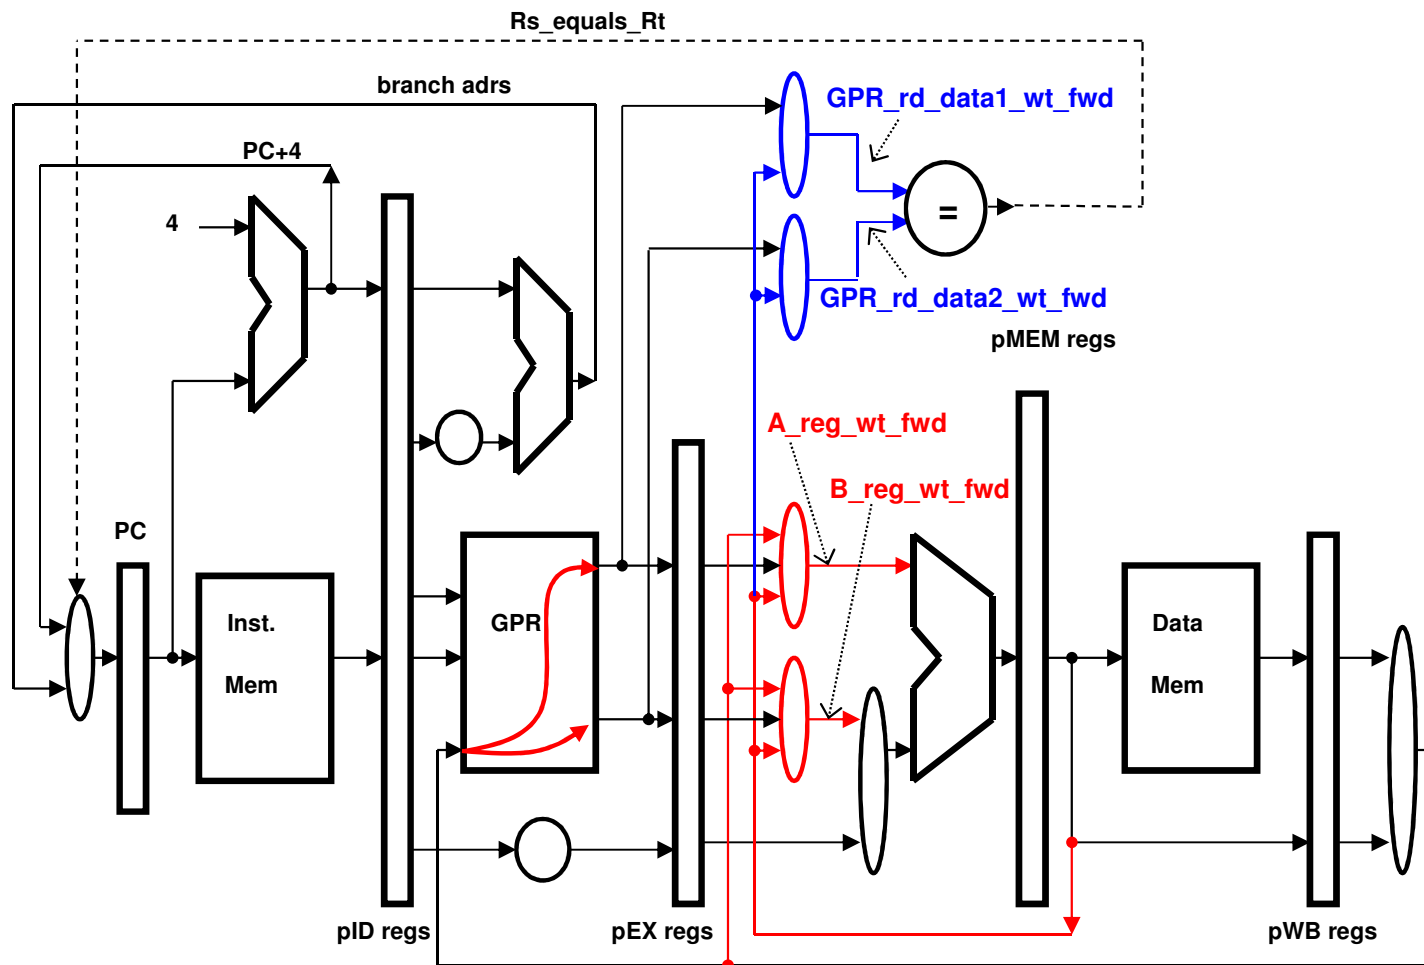 Rs_equals_Rt
branch adrs
GPR_rd_data1_wt_fwd
PC+4
4
=
GPR_rd_data2_wt_fwd
pMEM regs
A_reg_wt_fwd
B_reg_wt_fwd
PC
Inst.
Mem
GPR
Data
Mem
pID regs
pEX regs
pWB regs